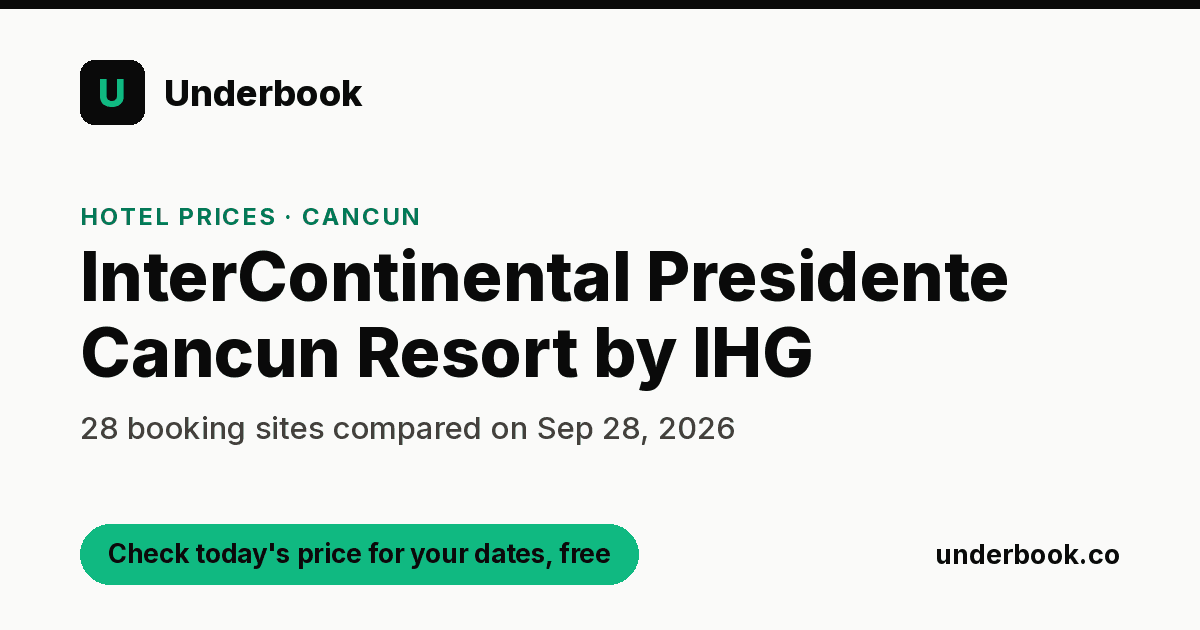 U Underbook
HOTEL PRICES · CANCUN
InterContinental Presidente
Cancun Resort by IHG
28 booking sites compared on Sep 28, 2026
Check today's price for your dates, free
underbook.co